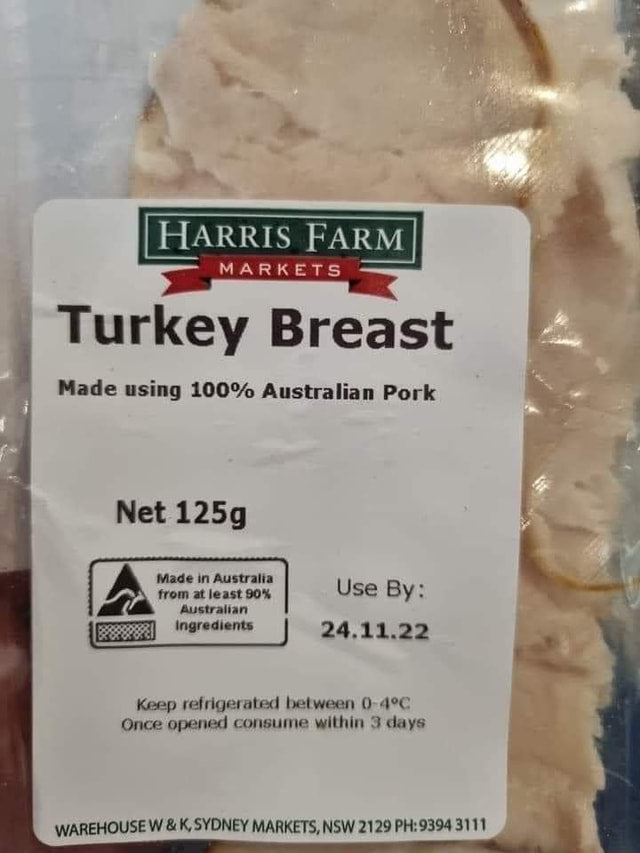 HARRIS FARM
MARKETS
Turkey Breast
Made using 100% Australian Pork
Net 125g
Made in Australia
from at least 90%
Australian
Ingredients
Use By:
24.11.22
Keep refrigerated between 0-4°C
Once opened consume within 3 days
WAREHOUSE W & K, SYDNEY MARKETS, NSW 2129 PH: 9394 3111